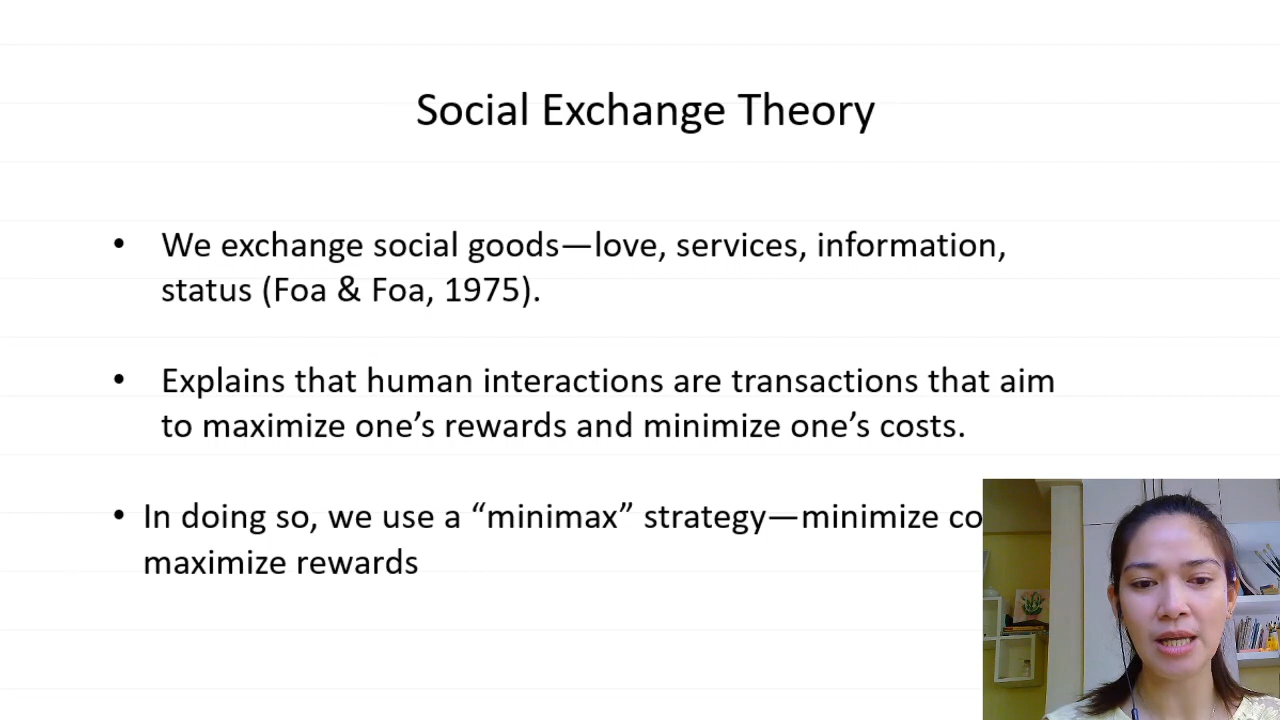 Social Exchange Theory
• We exchange social goods—love, services, information,
status (Foa & Foa, 1975).
• Explains that human interactions are transactions that aim
to maximize one’s rewards and minimize one’s costs.
• In doing so, we use a “minimax” strategy—minimize
maximize rewards